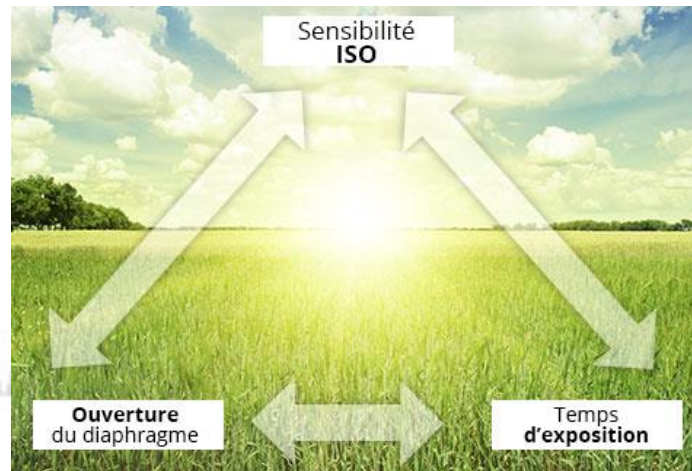 Sensibilité
ISO
Ouverture
du diaphragme
Temps
d'exposition